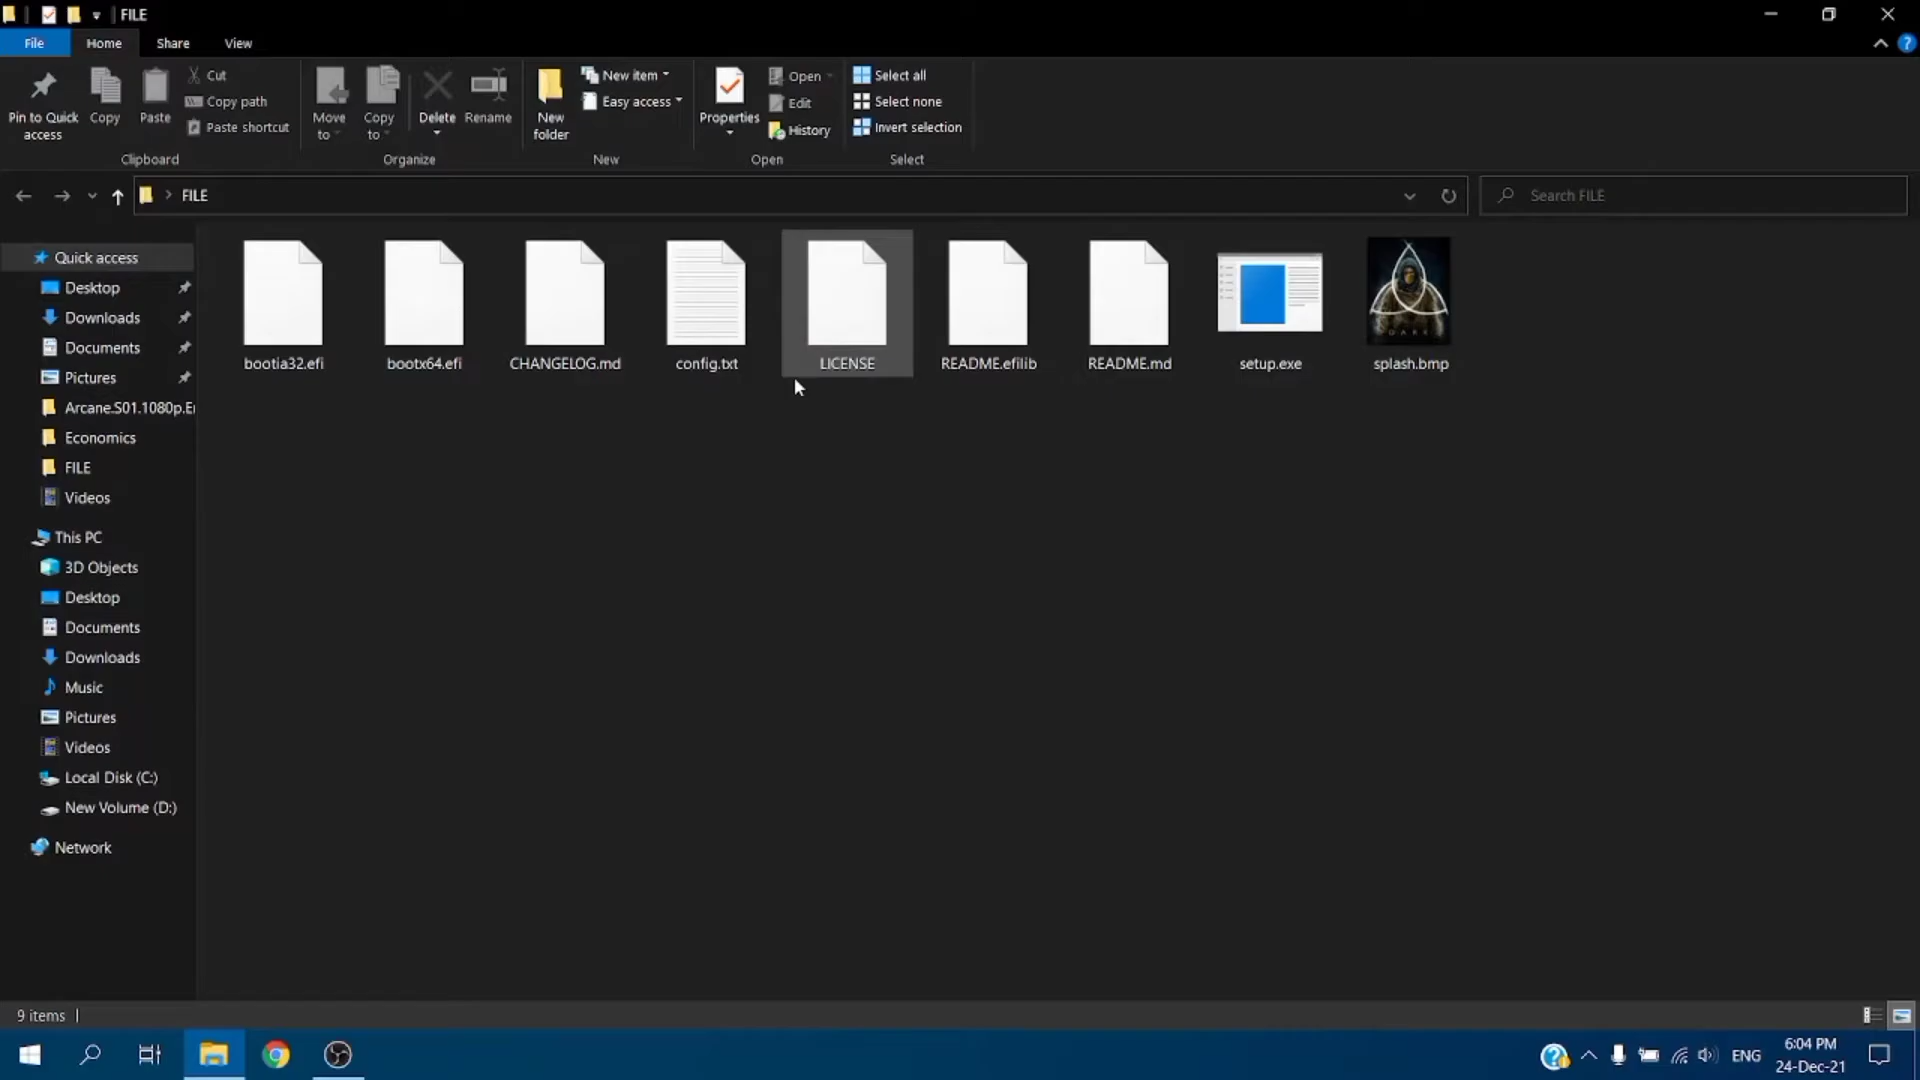 FILE
File Home Share View
Pin to Quick access
Copy
Paste
Cut
Copy path
Paste shortcut
Clipboard
Move to
Copy to
Delete
Rename
Organize
New folder
New item
Easy access
New
Properties
Open
Edit
History
Open
Select all
Select none
Invert selection
Select
FILE
Search FILE
Quick access
Desktop
Downloads
Documents
Pictures
Arcane.S01.1080p.E
Economics
FILE
Videos
This PC
3D Objects
Desktop
Documents
Downloads
Music
Pictures
Videos
Local Disk (C:)
New Volume (D:)
Network
bootia32.efi
bootx64.efi
CHANGELOG.md
config.txt
LICENSE
README.efilib
README.md
setup.exe
DARK
splash.bmp
9 items
ENG
6:04 PM
24-Dec-21